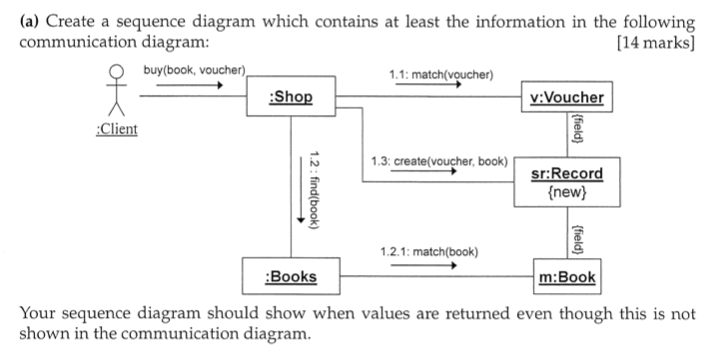 (a) Create a sequence diagram which contains at least the information in the following
communication diagram: [14 marks]
buy(book, voucher)
1.1: match(voucher)
:Shop
v:Voucher
:Client
{field}
1.2 : find(book)
1.3: create(voucher, book)
sr:Record
{new}
{field}
1.2.1: match(book)
:Books
m:Book
Your sequence diagram should show when values are returned even though this is not
shown in the communication diagram.